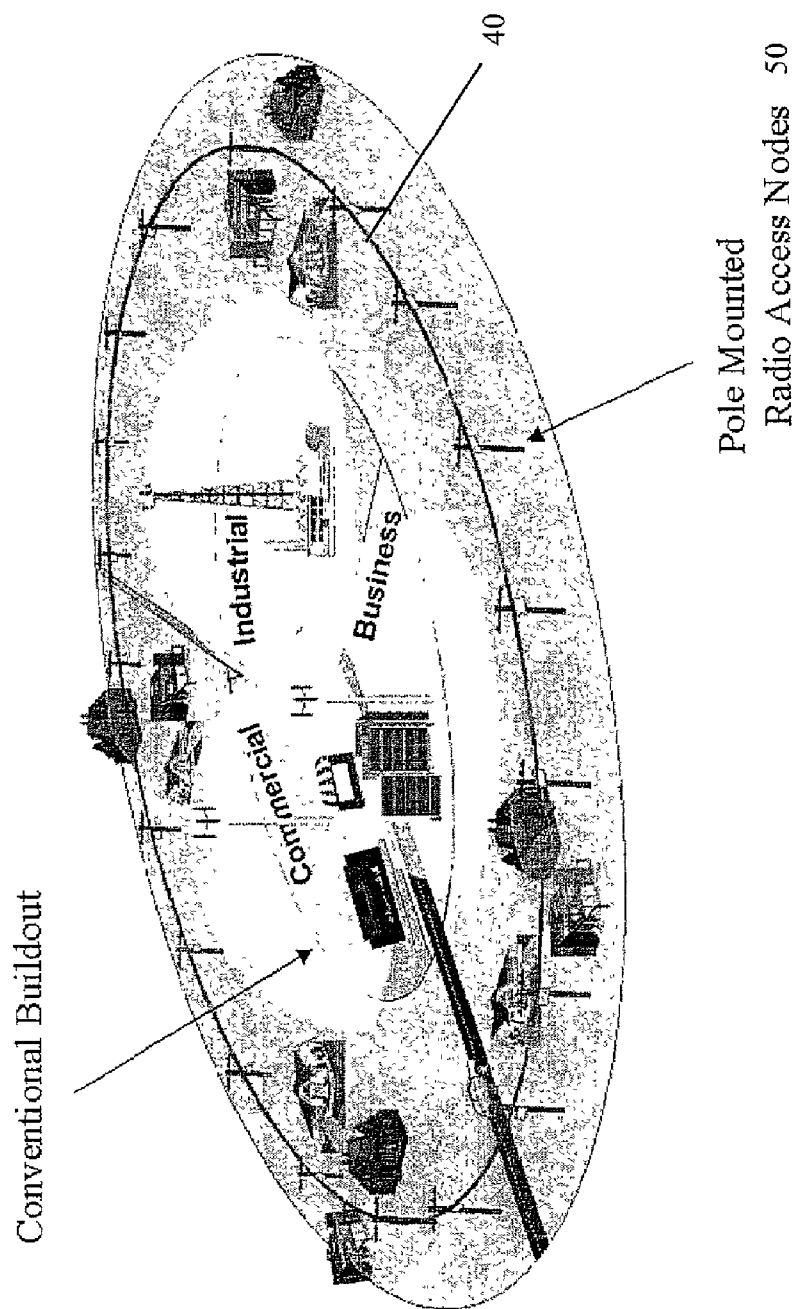 Conventional Buildout
Commercial
Industrial
Business
40
Pole Mounted
Radio Access Nodes 50